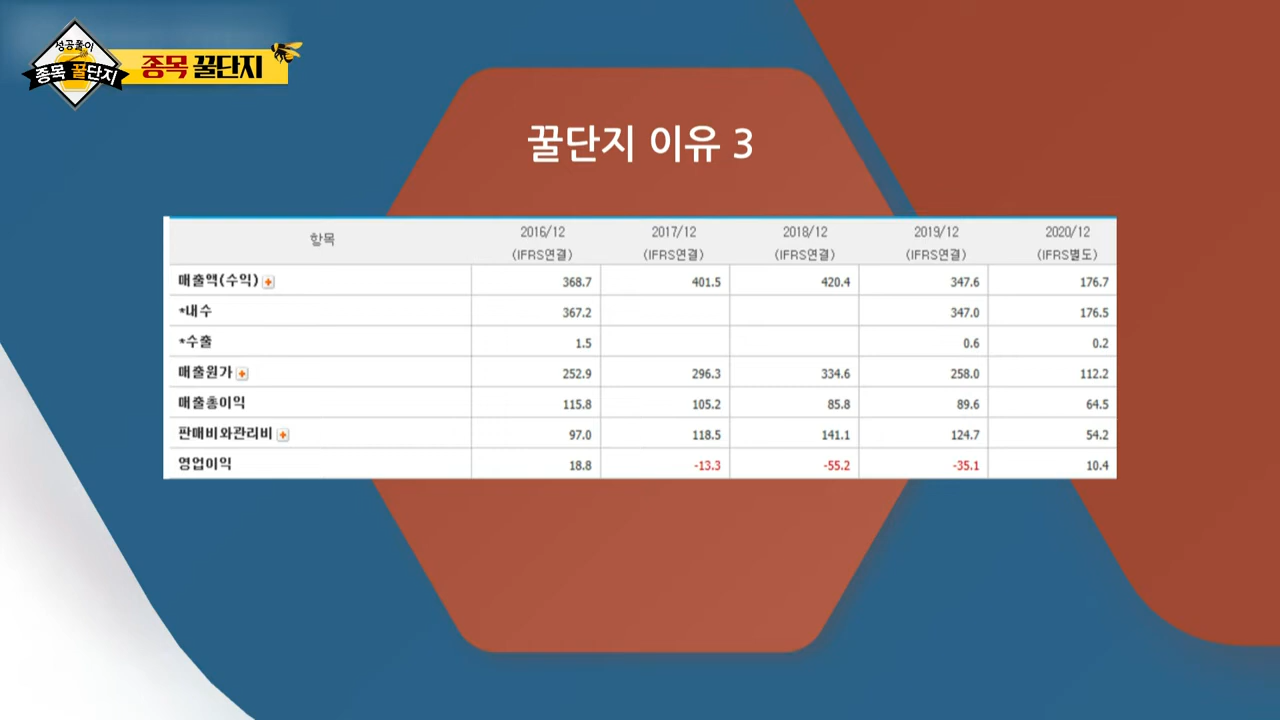 성공풀이
종목 꿀단지
종목 꿀단지
꿀단지 이유 3
항목 2016/12 (IFRS연결) 2017/12 (IFRS연결) 2018/12 (IFRS연결) 2019/12 (IFRS연결) 2020/12 (IFRS별도)
매출액(수익) 368.7 401.5 420.4 347.6 176.7
*내수 367.2 347.0 176.5
*수출 1.5 0.6 0.2
매출원가 252.9 296.3 334.6 258.0 112.2
매출총이익 115.8 105.2 85.8 89.6 64.5
판매비와관리비 97.0 118.5 141.1 124.7 54.2
영업이익 18.8 -13.3 -55.2 -35.1 10.4